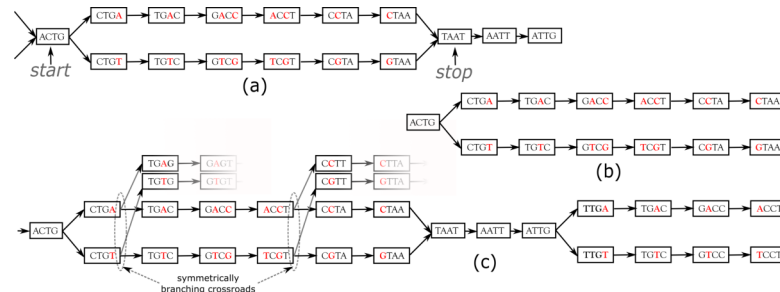 CTGA TGAC GACC ACCT CCTA CTAA
ACTG TAAT AATT ATTG
start CTGT TGTC GTCG TCGT CGTA GTAA stop
(a)
CTGA TGAC GACC ACCT CCTA CTAA
ACTG
CTGT TGTC GTCG TCGT CGTA GTAA
(b)
TGAG GAGT CCTT CTTA
TGTG GTGT CGTT GTTA
CTGA TGAC GACC ACCT CCTA CTAA TTGA TGAC GACC ACCT
ACTG TAAT AATT ATTG
CTGT TGTC GTCG TCGT CGTA GTAA TTGT TGTC GTCC TCCT
(c)
symmetrically
branching crossroads